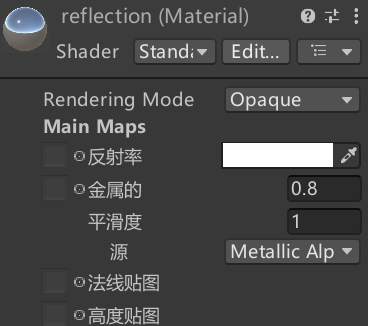 reflection (Material)
Shader Standa Edit...
Rendering Mode Opaque
Main Maps
反射率
金属的 0.8
平滑度 1
源 Metallic Alp
法线贴图
高度贴图